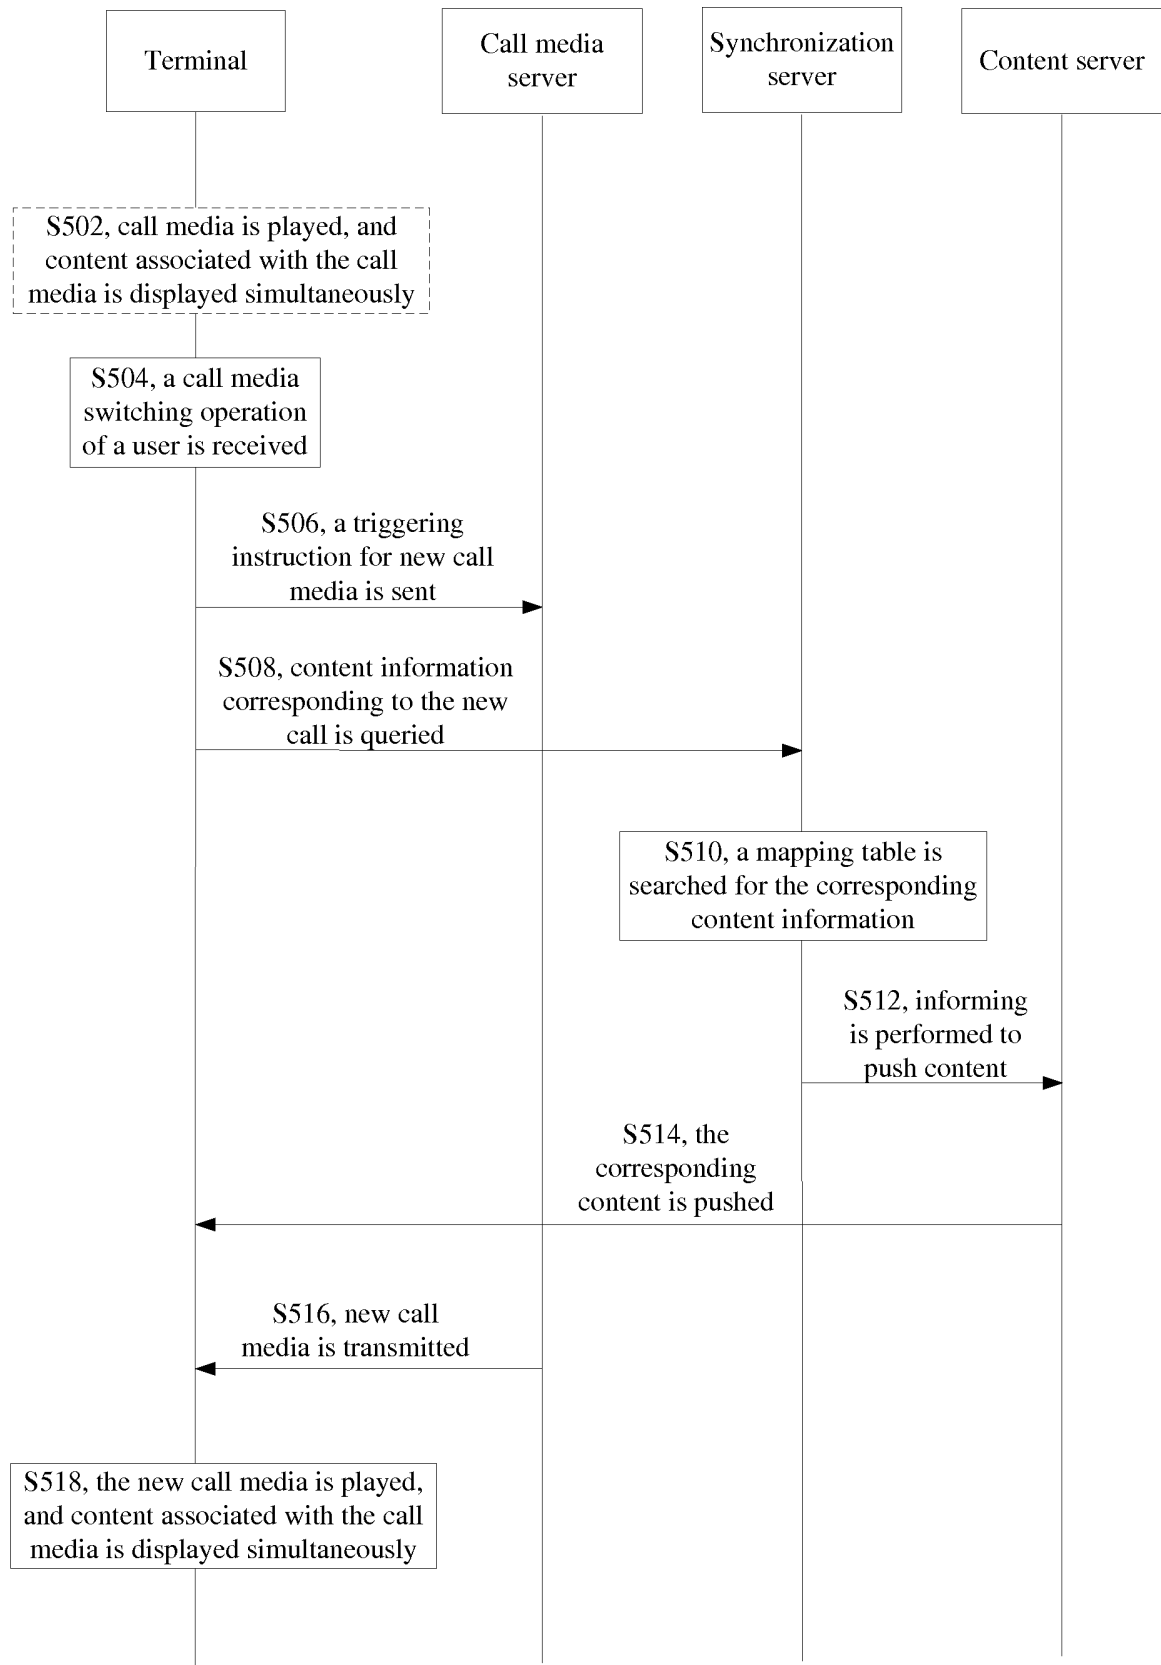 Terminal
Call media
server
Synchronization
server
Content server
S502, call media is played, and
content associated with the call
media is displayed simultaneously
S504, a call media
switching operation
of a user is received
S506, a triggering
instruction for new call
media is sent
S508, content information
corresponding to the new
call is queried
S510, a mapping table is
searched for the corresponding
content information
S512, informing
is performed to
push content
S514, the
corresponding
content is pushed
S516, new call
media is transmitted
S518, the new call media is played,
and content associated with the call
media is displayed simultaneously